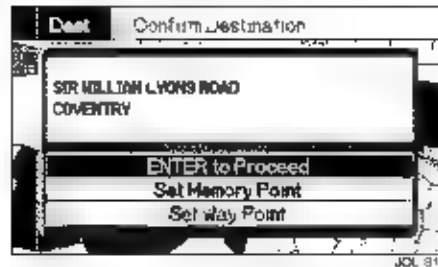 Dest Confirm Destination
SIR WILLIAM LYONS ROAD
COVENTRY
ENTER to Proceed
Set Memory Point
Set Way Point